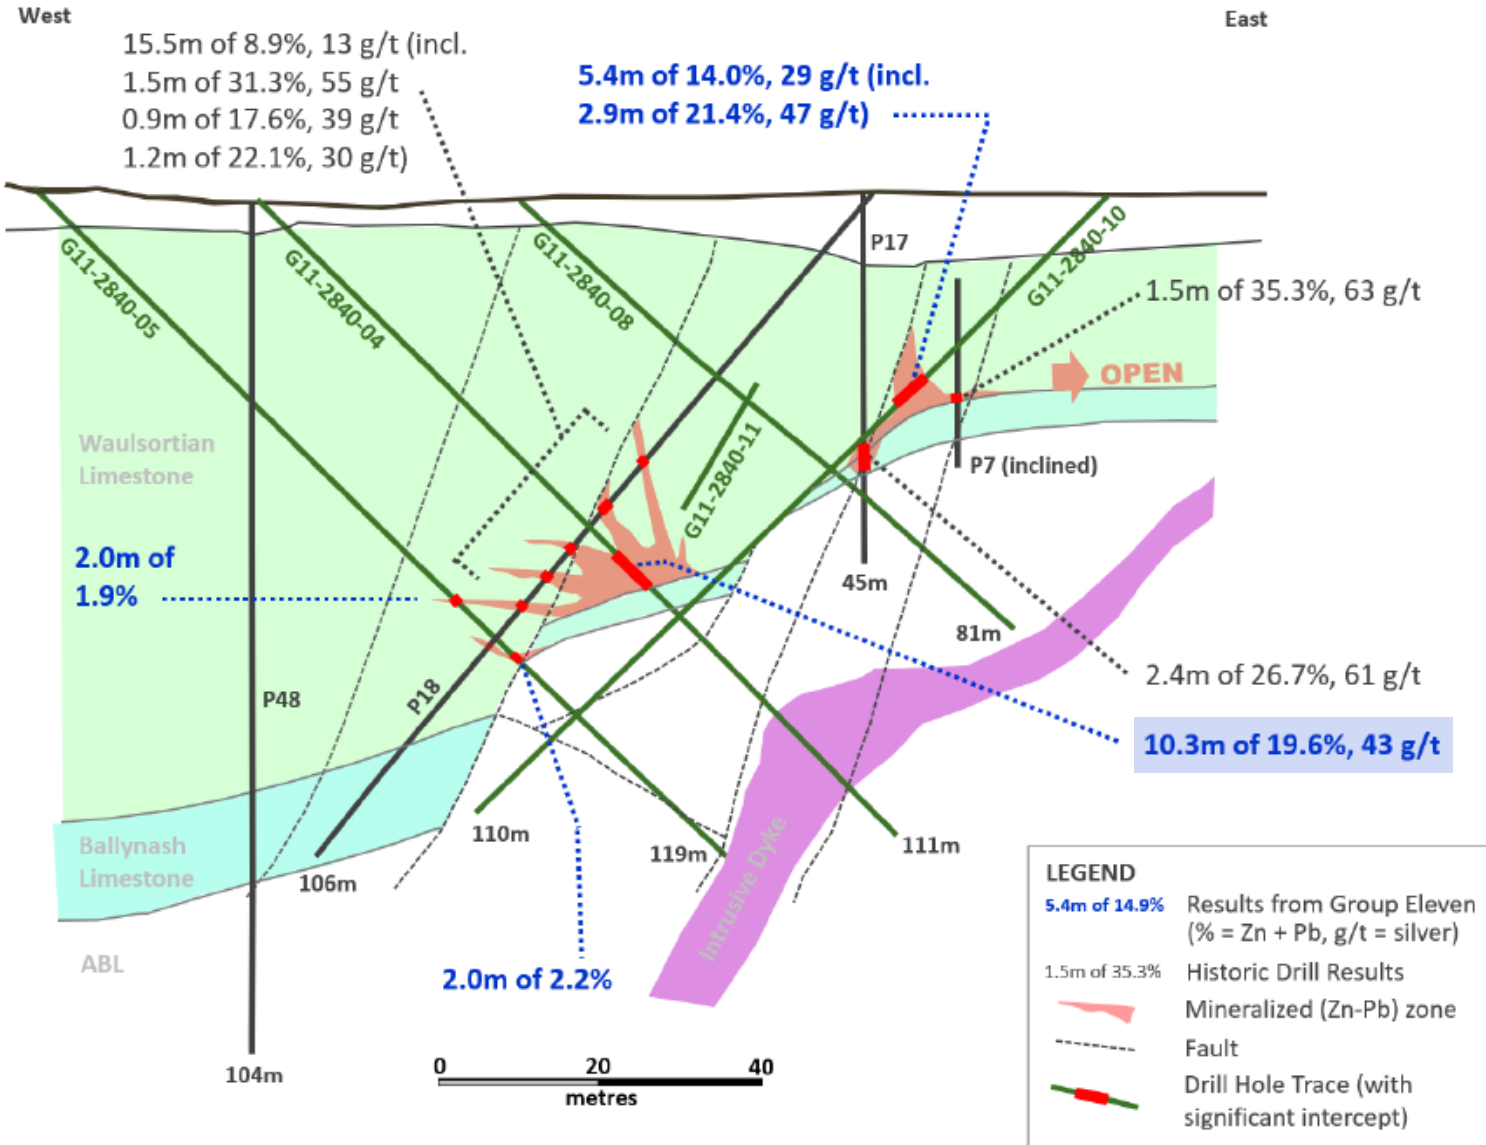 West
East
15.5m of 8.9%, 13 g/t (incl.
1.5m of 31.3%, 55 g/t
0.9m of 17.6%, 39 g/t
1.2m of 22.1%, 30 g/t)
5.4m of 14.0%, 29 g/t (incl.
2.9m of 21.4%, 47 g/t)
G11-2840-05
G11-2840-04
G11-2840-08
P17
G11-2840-10
1.5m of 35.3%, 63 g/t
OPEN
Waulsortian
Limestone
G11-2840-11
P7 (inclined)
2.0m of
1.9%
45m
81m
2.4m of 26.7%, 61 g/t
P48
P18
10.3m of 19.6%, 43 g/t
110m
119m
111m
Ballynash
Limestone
106m
Intrusive Dyke
ABL
2.0m of 2.2%
104m
0 20 40
metres
LEGEND
5.4m of 14.9% Results from Group Eleven
(% = Zn + Pb, g/t = silver)
1.5m of 35.3% Historic Drill Results
Mineralized (Zn-Pb) zone
Fault
Drill Hole Trace (with
significant intercept)